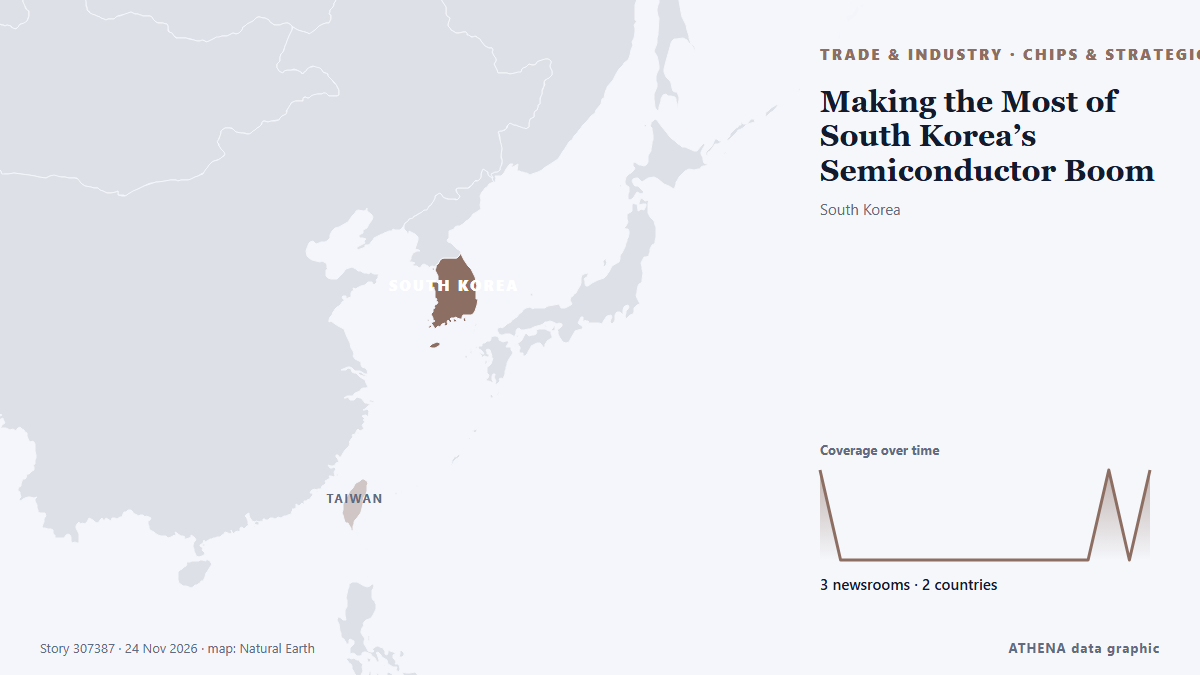 TRADE & INDUSTRY · CHIPS & STRATEGIC
Making the Most of
South Korea’s
Semiconductor Boom
South Korea
SOUTH KOREA
TAIWAN
Coverage over time
3 newsrooms · 2 countries
Story 307387 · 24 Nov 2026 · map: Natural Earth
ATHENA data graphic